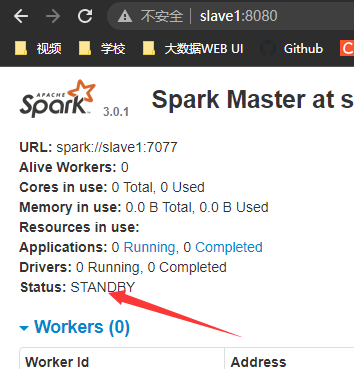 不安全 | slave1:8080
视频 学校 大数据WEB UI Github C
APACHE Spark 3.0.1 Spark Master at s
URL: spark://slave1:7077
Alive Workers: 0
Cores in use: 0 Total, 0 Used
Memory in use: 0.0 B Total, 0.0 B Used
Resources in use:
Applications: 0 Running, 0 Completed
Drivers: 0 Running, 0 Completed
Status: STANDBY
Workers (0)
Worker Id Address